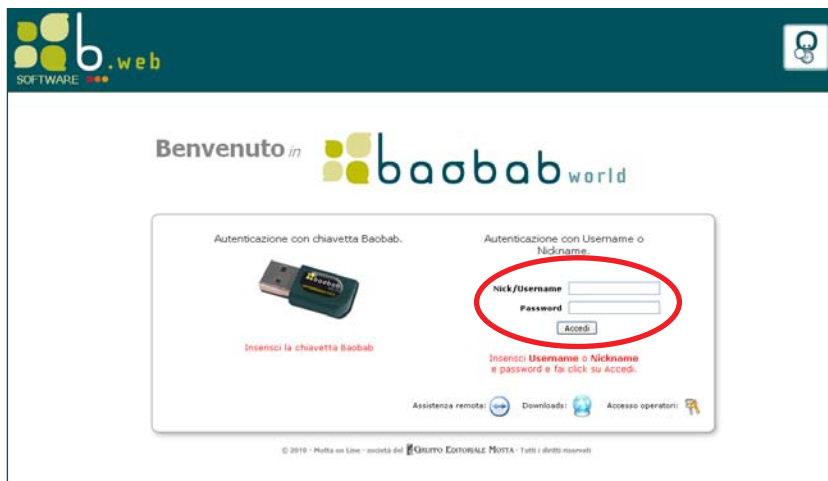 b.web
SOFTWARE
Benvenuto in baobab world
Autenticazione con chiavetta Baobab.
Autenticazione con Username o
Nickname.
baobab
Nick/Username
Password
Accedi
Inserisci la chiavetta Baobab
Inserisci Username o Nickname
e password e fai click su Accedi.
Assistenza remota: Downloads: Accesso operatori:
© 2010 - Motta on Line - società del GRUPPO EDITORIALE MOTTA - Tutti i diritti riservati